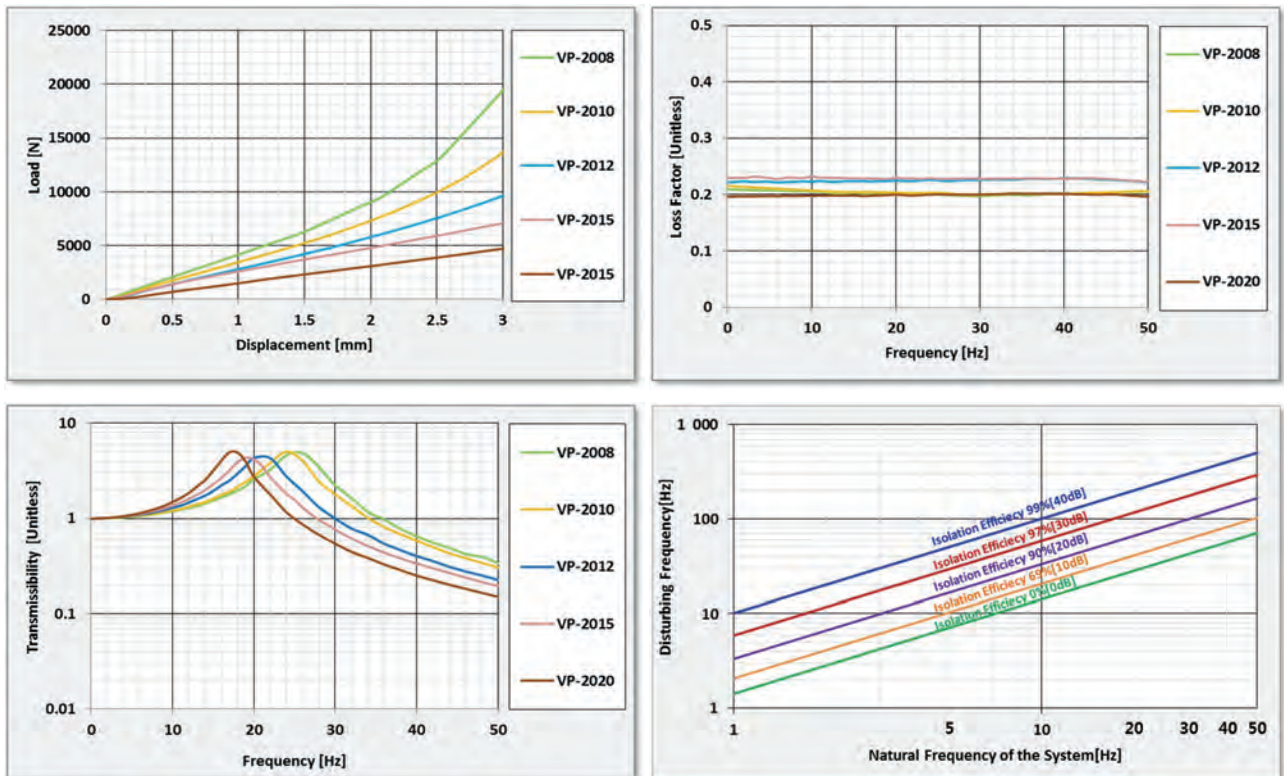 25000
20000
15000
10000
5000
0
Load [N]
0 0.5 1 1.5 2 2.5 3
Displacement [mm]
VP-2008
VP-2010
VP-2012
VP-2015
VP-2015
0.5
0.4
0.3
0.2
0.1
0
Loss Factor [Unitless]
0 10 20 30 40 50
Frequency [Hz]
VP-2008
VP-2010
VP-2012
VP-2015
VP-2020
10
1
0.1
0.01
Transmissibility [Unitless]
0 10 20 30 40 50
Frequency [Hz]
VP-2008
VP-2010
VP-2012
VP-2015
VP-2020
1 000
100
10
1
Disturbing Frequency[Hz]
Isolation Efficiecy 99%[40dB]
Isolation Efficiecy 97%[30dB]
Isolation Efficiecy 90%[20dB]
Isolation Efficiecy 69%[10dB]
Isolation Efficiecy 0%[0dB]
1 5 10 20 30 50
Natural Frequency of the System[Hz]